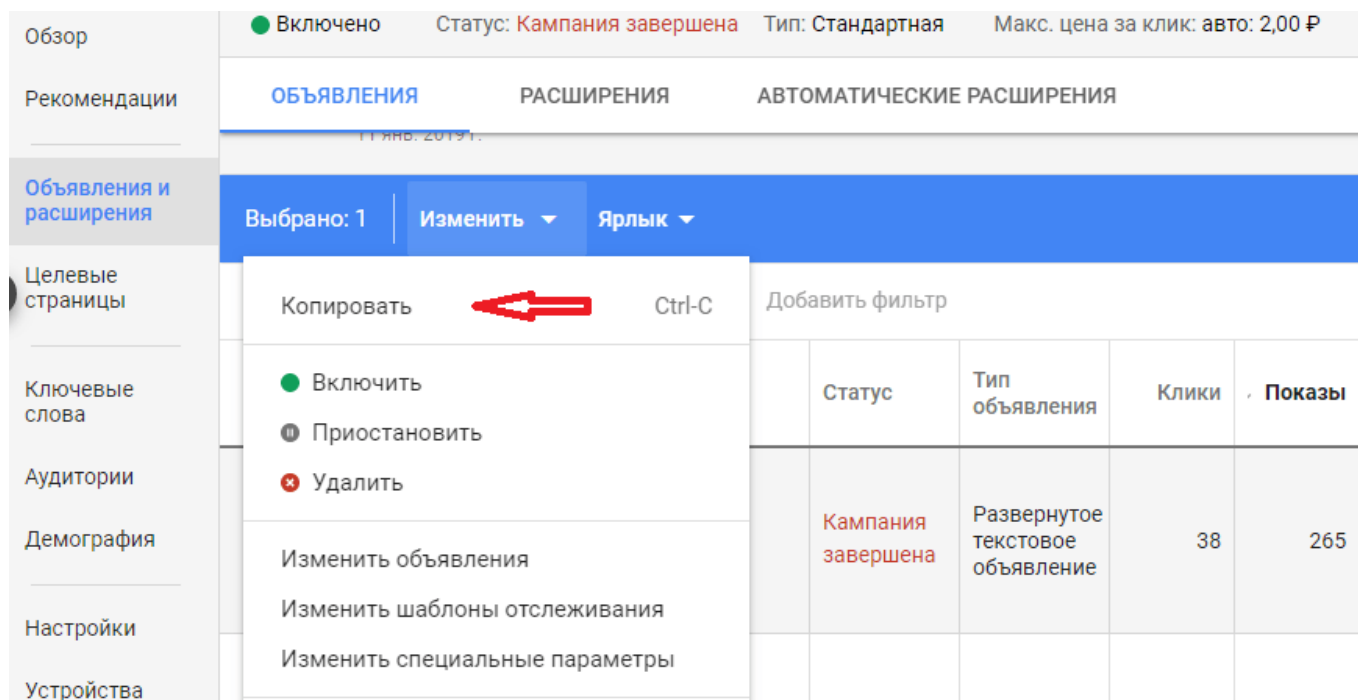 Обзор
Рекомендации
Объявления и
расширения
Целевые
страницы
Ключевые
слова
Аудитории
Демография
Настройки
Устройства
Включено Статус: Кампания завершена Тип: Стандартная Макс. цена за клик: авто: 2,00 ₽
ОБЪЯВЛЕНИЯ РАСШИРЕНИЯ АВТОМАТИЧЕСКИЕ РАСШИРЕНИЯ
11 янв. 2019 г.
Выбрано: 1 Изменить Ярлык
Копировать Ctrl-C
Включить
Приостановить
Удалить
Изменить объявления
Изменить шаблоны отслеживания
Изменить специальные параметры
Добавить фильтр
Статус
Тип
объявления
Клики
Показы
Кампания
завершена
Развернутое
текстовое
объявление
38
265